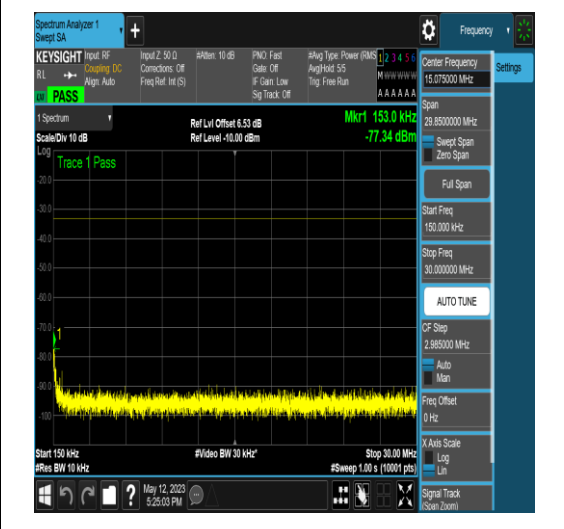 Spectrum Analyzer 1
Swept SA
+
Frequency
KEYSIGHT
RL
Input: RF
Coupling: DC
Align: Auto
Input Z: 50 Ω
Corrections: Off
Freq Ref: Int (S)
#Atten: 10 dB
PNO: Fast
Gate: Off
IF Gain: Low
Sig Track: Off
#Avg Type: Power (RMS
Avg|Hold: 5/5
Trig: Free Run
1 2 3 4 5 6
M w w w w w
A A A A A A
PASS
1 Spectrum
Scale/Div 10 dB
Ref Lvl Offset 6.53 dB
Ref Level -10.00 dBm
Mkr1 153.0 kHz
-77.34 dBm
Log
Trace 1 Pass
-20.0
-30.0
-40.0
-50.0
-60.0
-70.0
-80.0
-90.0
-100
1
Start 150 kHz
#Res BW 10 kHz
#Video BW 30 kHz*
Stop 30.00 MHz
#Sweep 1.00 s (10001 pts)
?
May 12, 2023
5:25:03 PM
Center Frequency
15.075000 MHz
Span
29.8500000 MHz
Swept Span
Zero Span
Full Span
Start Freq
150.000 kHz
Stop Freq
30.000000 MHz
AUTO TUNE
CF Step
2.985000 MHz
Auto
Man
Freq Offset
0 Hz
X Axis Scale
Log
Lin
Signal Track
(Span Zoom)
Settings